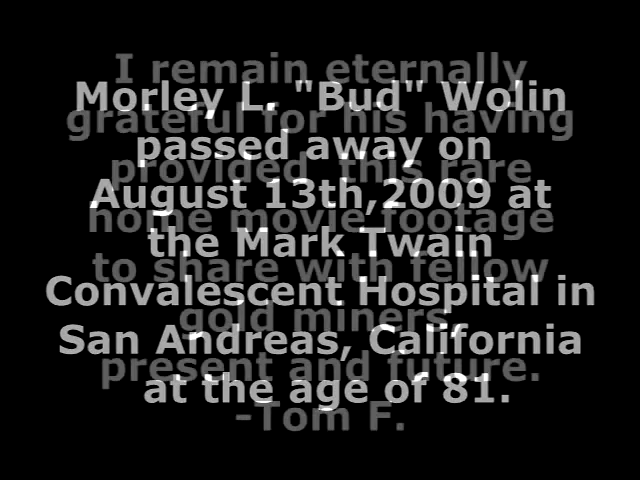 Morley L. "Bud" Wolin
passed away on
August 13th,2009 at
the Mark Twain
Convalescent Hospital in
San Andreas, California
at the age of 81.
I remain eternally
grateful for his having
provided this rare
home movie footage
to share with fellow
gold miners,
present and future.
-Tom F.